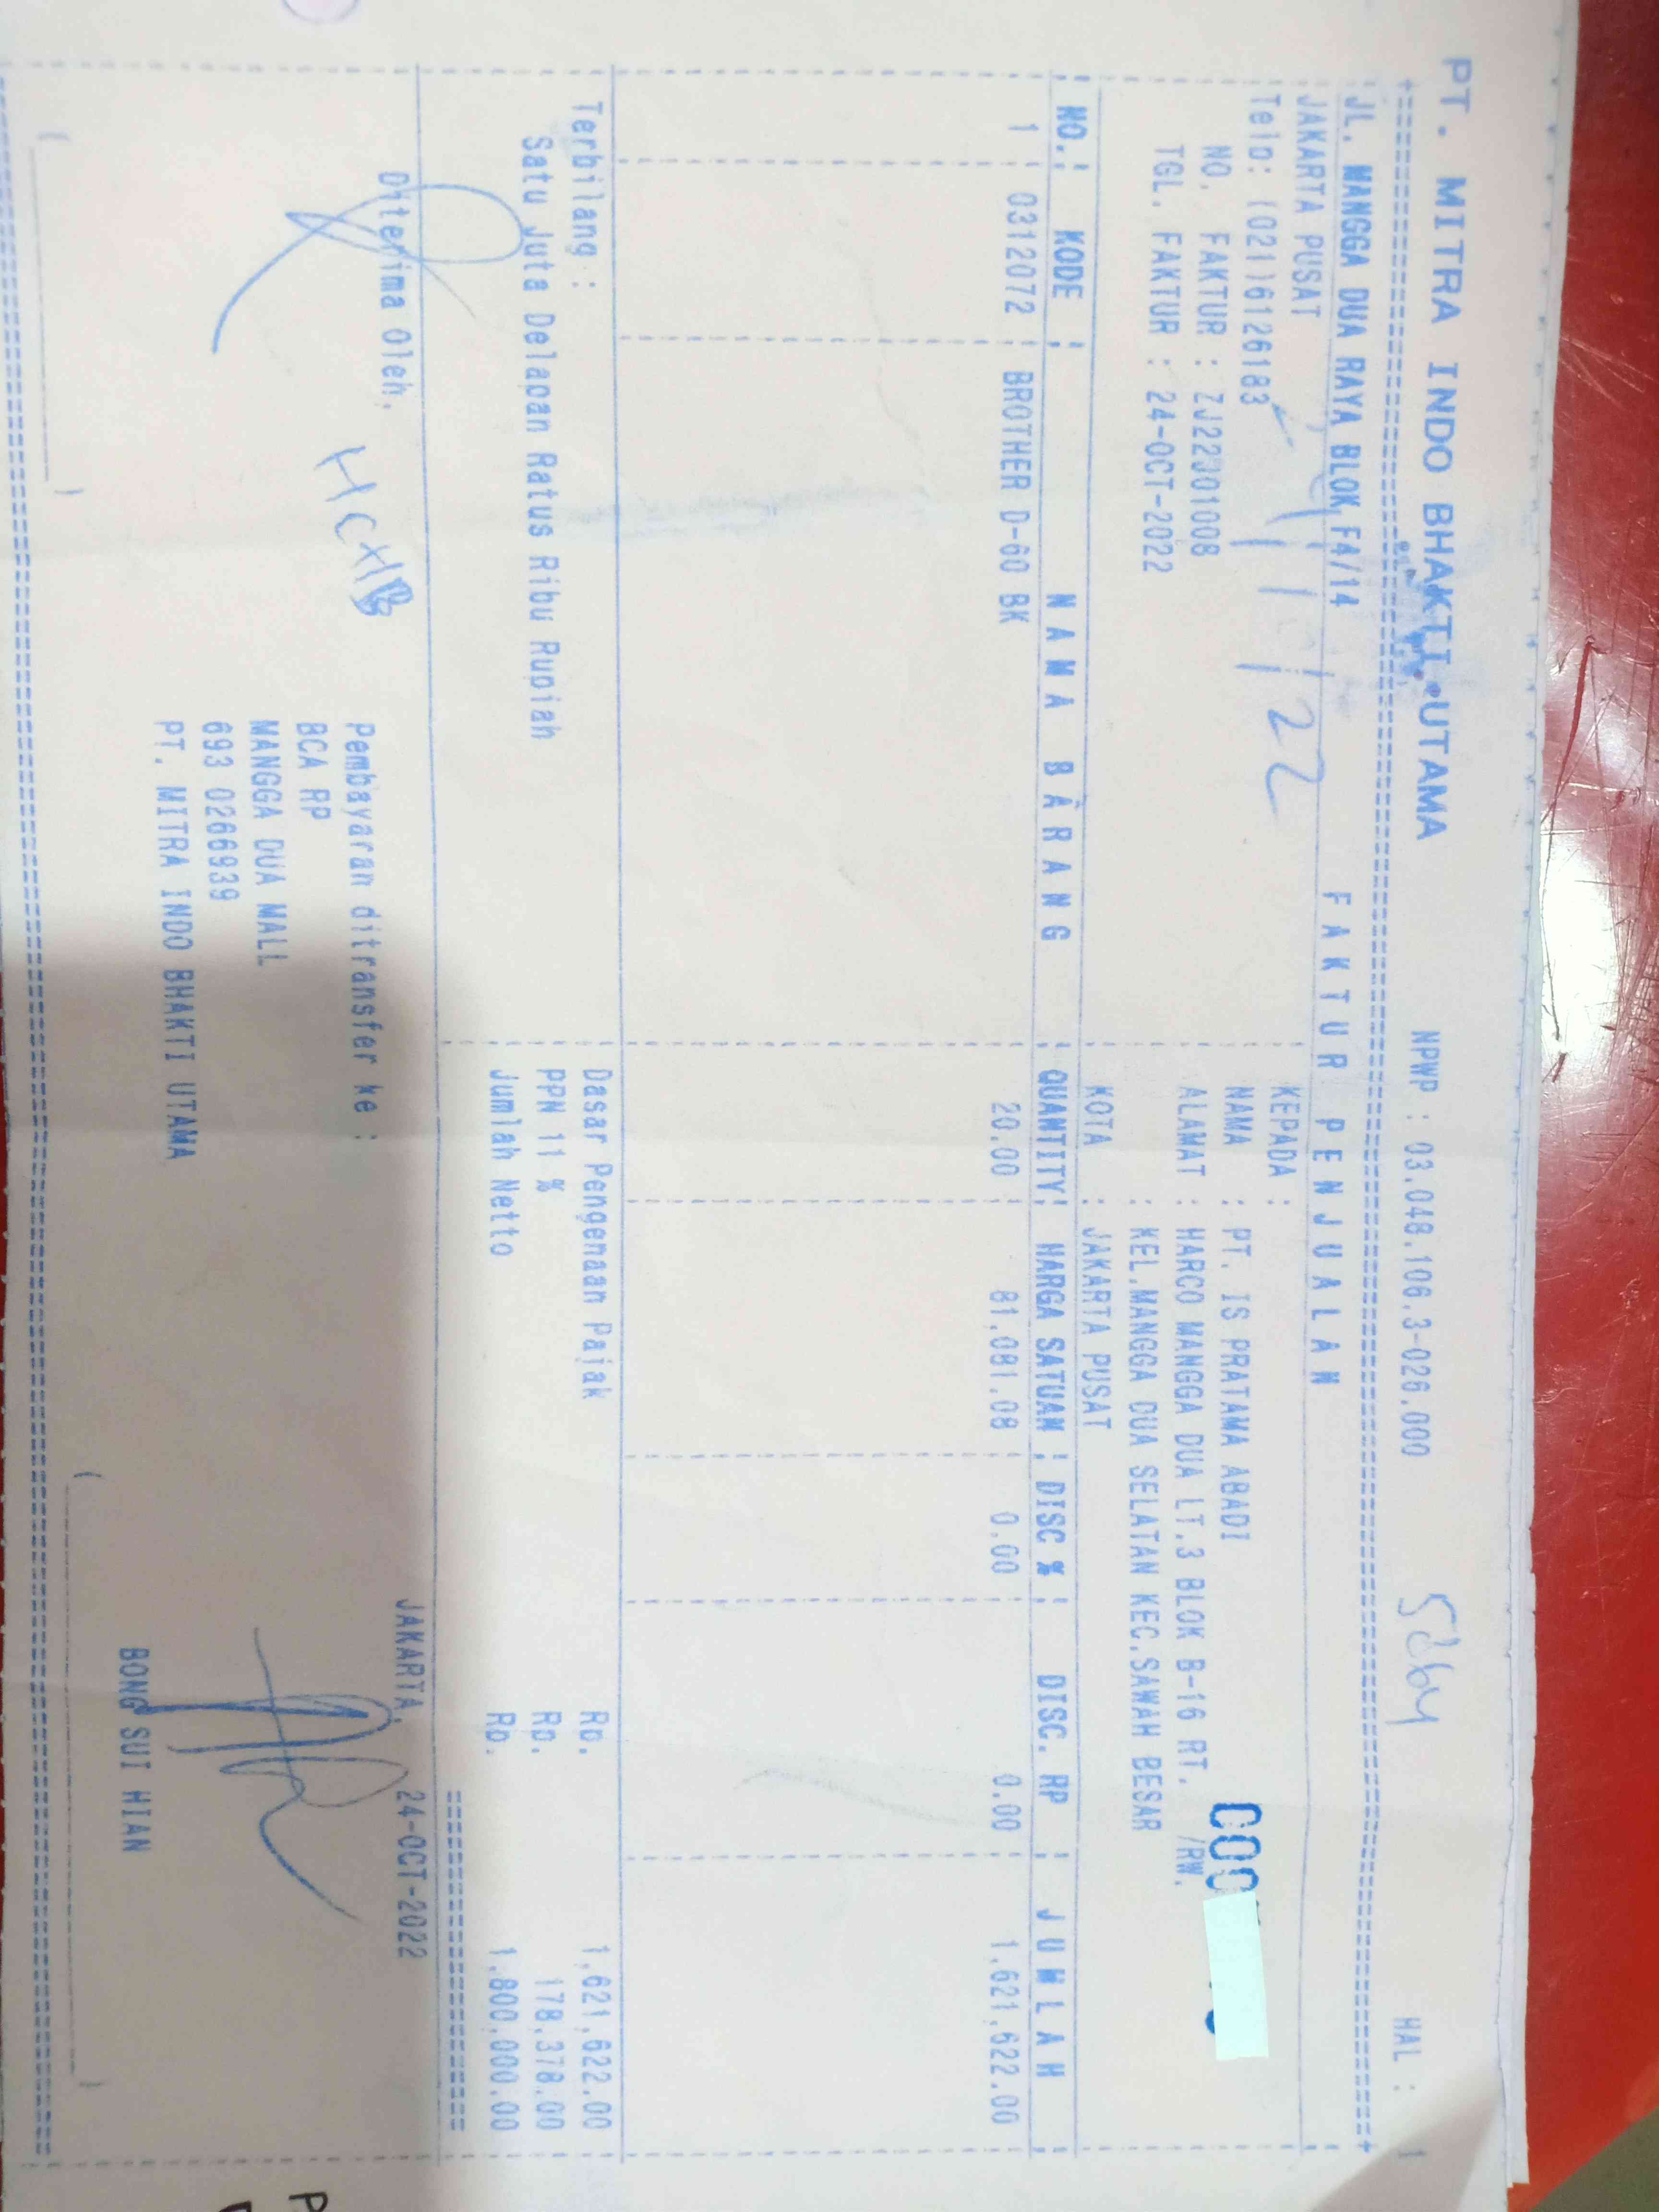 PT. MITRA INDO BHAKTI UTAMA NPWP : 03.048.106.3-026.000 HAL : 1
JL. MANGGA DUA RAYA BLOK F4/14 FAKTUR PENJUALAN
JAKARTA PUSAT
Telp: (021)6126183 KEPADA :
NO. FAKTUR : ZJ22J01008 NAMA : PT. IS PRATAMA ABADI
TGL. FAKTUR : 24-OCT-2022 ALAMAT : HARCO MANGGA DUA LT.3 BLOK B-16 RT. /RW.
: KEL.MANGGA DUA SELATAN KEC.SAWAH BESAR
KOTA : JAKARTA PUSAT
NO. KODE NAMA BARANG QUANTITY HARGA SATUAN DISC % DISC. RP JUMLAH
1 0312072 BROTHER D-60 BK 20.00 81,081.08 0.00 0.00 1,621,622.00
Terbilang : Dasar Pengenaan Pajak Rp. 1,621,622.00
Satu Juta Delapan Ratus Ribu Rupiah PPN 11 % Rp. 178,378.00
Jumlah Netto Rp. 1,800,000.00
Diterima Oleh, JAKARTA, 24-OCT-2022
Pembayaran ditransfer ke :
BCA RP
MANGGA DUA MALL
693 0266939
PT. MITRA INDO BHAKTI UTAMA
BONG SUI HIAN